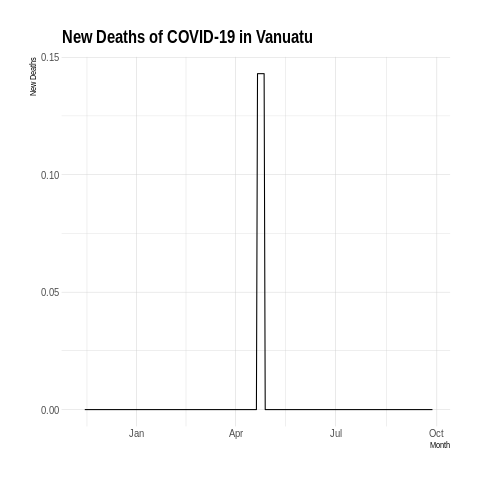 New Deaths of COVID-19 in Vanuatu
New Deaths
0.15
0.10
0.05
0.00
Jan Apr Jul Oct
Month